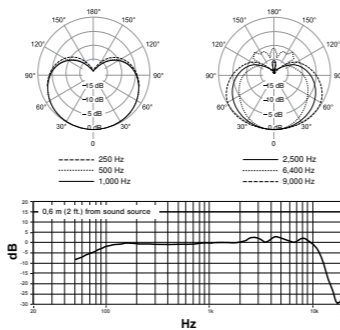 180°
150° 150°
120° 120°
90° 90°
60° 60°
30° 30°
0
–15 dB
–10 dB
–5 dB
0 dB
250 Hz
500 Hz
1,000 Hz
180°
150° 150°
120° 120°
90° 90°
60° 60°
30° 30°
0
–15 dB
–10 dB
–5 dB
0 dB
2,500 Hz
6,400 Hz
9,000 Hz
dB
20
15
10
5
0
-5
-10
-15
-20
-25
-30
0,6 m (2 ft.) from sound source
20 100 1k 10k
Hz